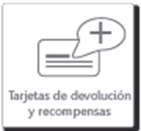 Tarjetas de devolución
y recompensas